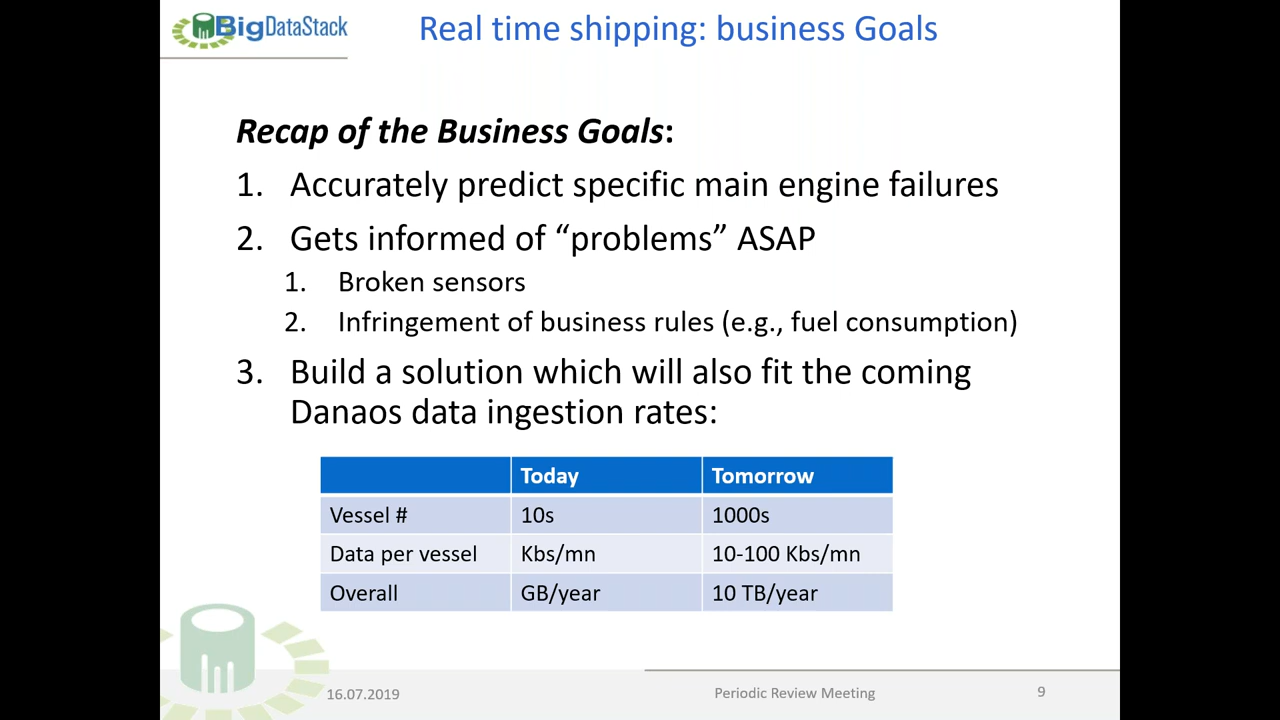 BigDataStack
Real time shipping: business Goals
Recap of the Business Goals:
1. Accurately predict specific main engine failures
2. Gets informed of “problems” ASAP
1. Broken sensors
2. Infringement of business rules (e.g., fuel consumption)
3. Build a solution which will also fit the coming
Danaos data ingestion rates:
Today Tomorrow
Vessel # 10s 1000s
Data per vessel Kbs/mn 10-100 Kbs/mn
Overall GB/year 10 TB/year
16.07.2019 Periodic Review Meeting 9